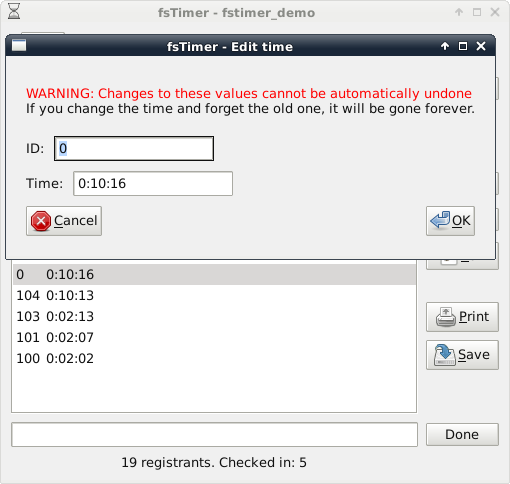 fsTimer - fstimer_demo
fsTimer - Edit time
WARNING: Changes to these values cannot be automatically undone
If you change the time and forget the old one, it will be gone forever.
ID: 0
Time: 0:10:16
Cancel
OK
0 0:10:16
104 0:10:13
103 0:02:13
101 0:02:07
100 0:02:02
Print
Save
Done
19 registrants. Checked in: 5